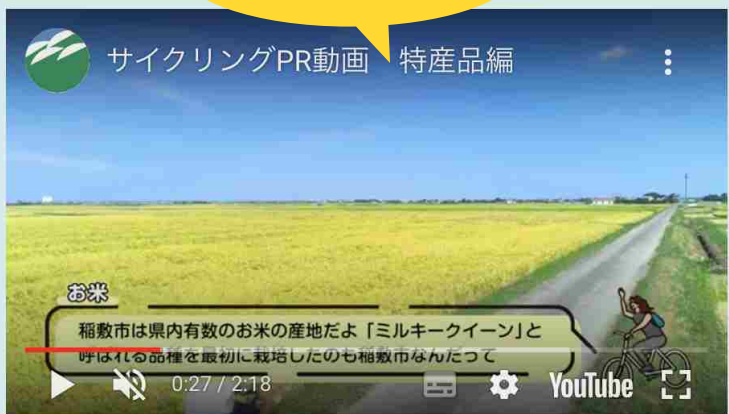 サイクリングPR動画　特産品編
お米
稲敷市は県内有数のお米の産地だよ「ミルキークイーン」と
呼ばれる品種を最初に栽培したのも稲敷市なんだって
0:27 / 2:18
YouTube